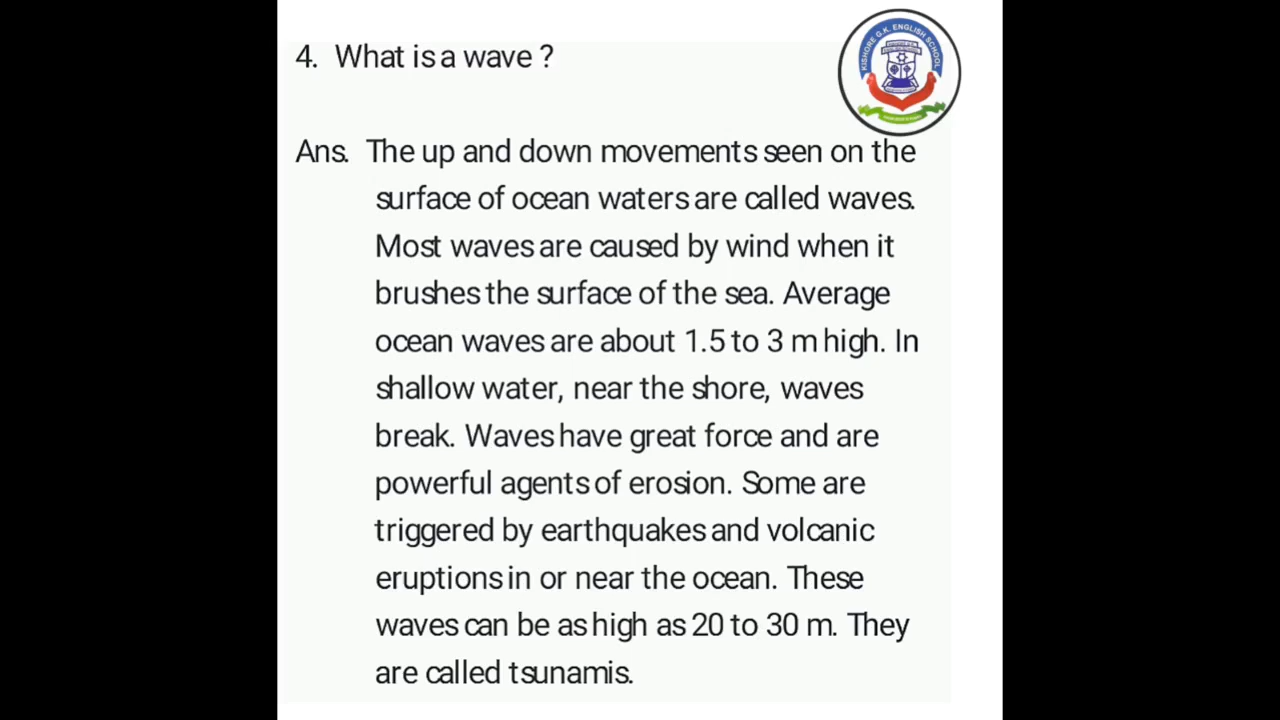 4. What is a wave ?
KISHORE G.K. ENGLISH SCHOOL
Ans. The up and down movements seen on the
surface of ocean waters are called waves.
Most waves are caused by wind when it
brushes the surface of the sea. Average
ocean waves are about 1.5 to 3 m high. In
shallow water, near the shore, waves
break. Waves have great force and are
powerful agents of erosion. Some are
triggered by earthquakes and volcanic
eruptions in or near the ocean. These
waves can be as high as 20 to 30 m. They
are called tsunamis.